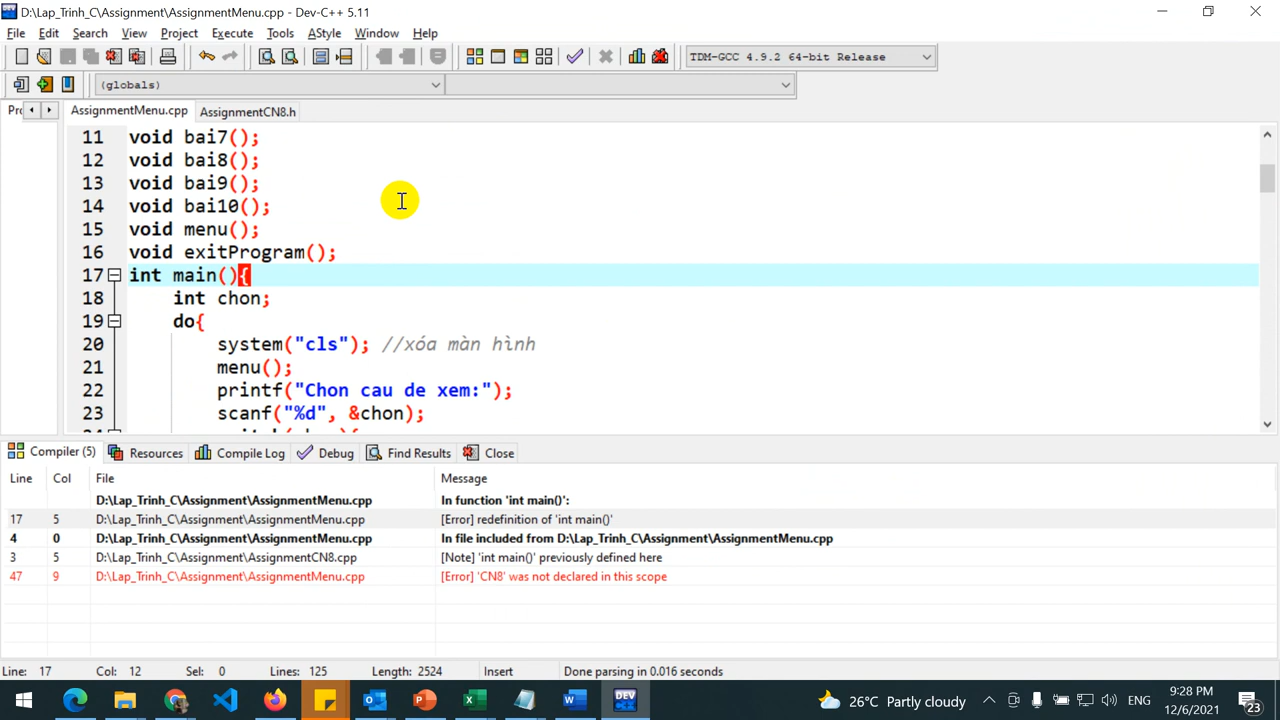 D:\Lap_Trinh_C\Assignment\AssignmentMenu.cpp - Dev-C++ 5.11
File Edit Search View Project Execute Tools AStyle Window Help
TDM-GCC 4.9.2 64-bit Release
(globals)
Prc AssignmentMenu.cpp AssignmentCN8.h
11 void bai7();
12 void bai8();
13 void bai9();
14 void bai10();
15 void menu();
16 void exitProgram();
17 int main(){
18 int chon;
19 do{
20 system("cls"); //xóa màn hình
21 menu();
22 printf("Chon cau de xem:");
23 scanf("%d", &chon);
Compiler (5) Resources Compile Log Debug Find Results Close
Line Col File Message
D:\Lap_Trinh_C\Assignment\AssignmentMenu.cpp In function 'int main()':
17 5 D:\Lap_Trinh_C\Assignment\AssignmentMenu.cpp [Error] redefinition of 'int main()'
4 0 D:\Lap_Trinh_C\Assignment\AssignmentMenu.cpp In file included from D:\Lap_Trinh_C\Assignment\AssignmentMenu.cpp
3 5 D:\Lap_Trinh_C\Assignment\AssignmentCN8.cpp [Note] 'int main()' previously defined here
47 9 D:\Lap_Trinh_C\Assignment\AssignmentMenu.cpp [Error] 'CN8' was not declared in this scope
Line: 17 Col: 12 Sel: 0 Lines: 125 Length: 2524 Insert Done parsing in 0.016 seconds
DEV 26°C Partly cloudy ENG 9:28 PM
12/6/2021 23